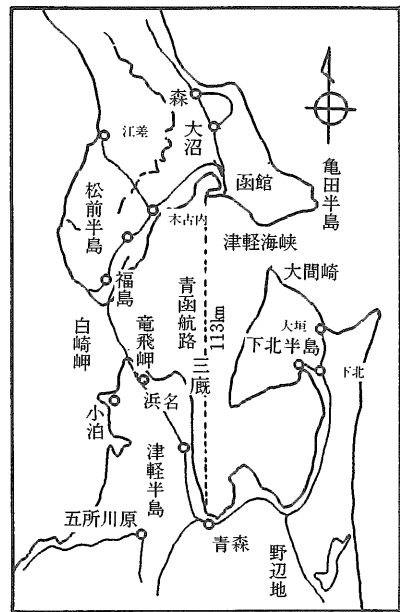 森
大沼
江差
函館
亀田半島
松前半島
木古内
津軽海峡
大間崎
福島
青函航路
113km
大垣
下北半島
下北
白崎岬
竜飛岬
三厩
浜名
小泊
津軽半島
五所川原
青森
野辺地